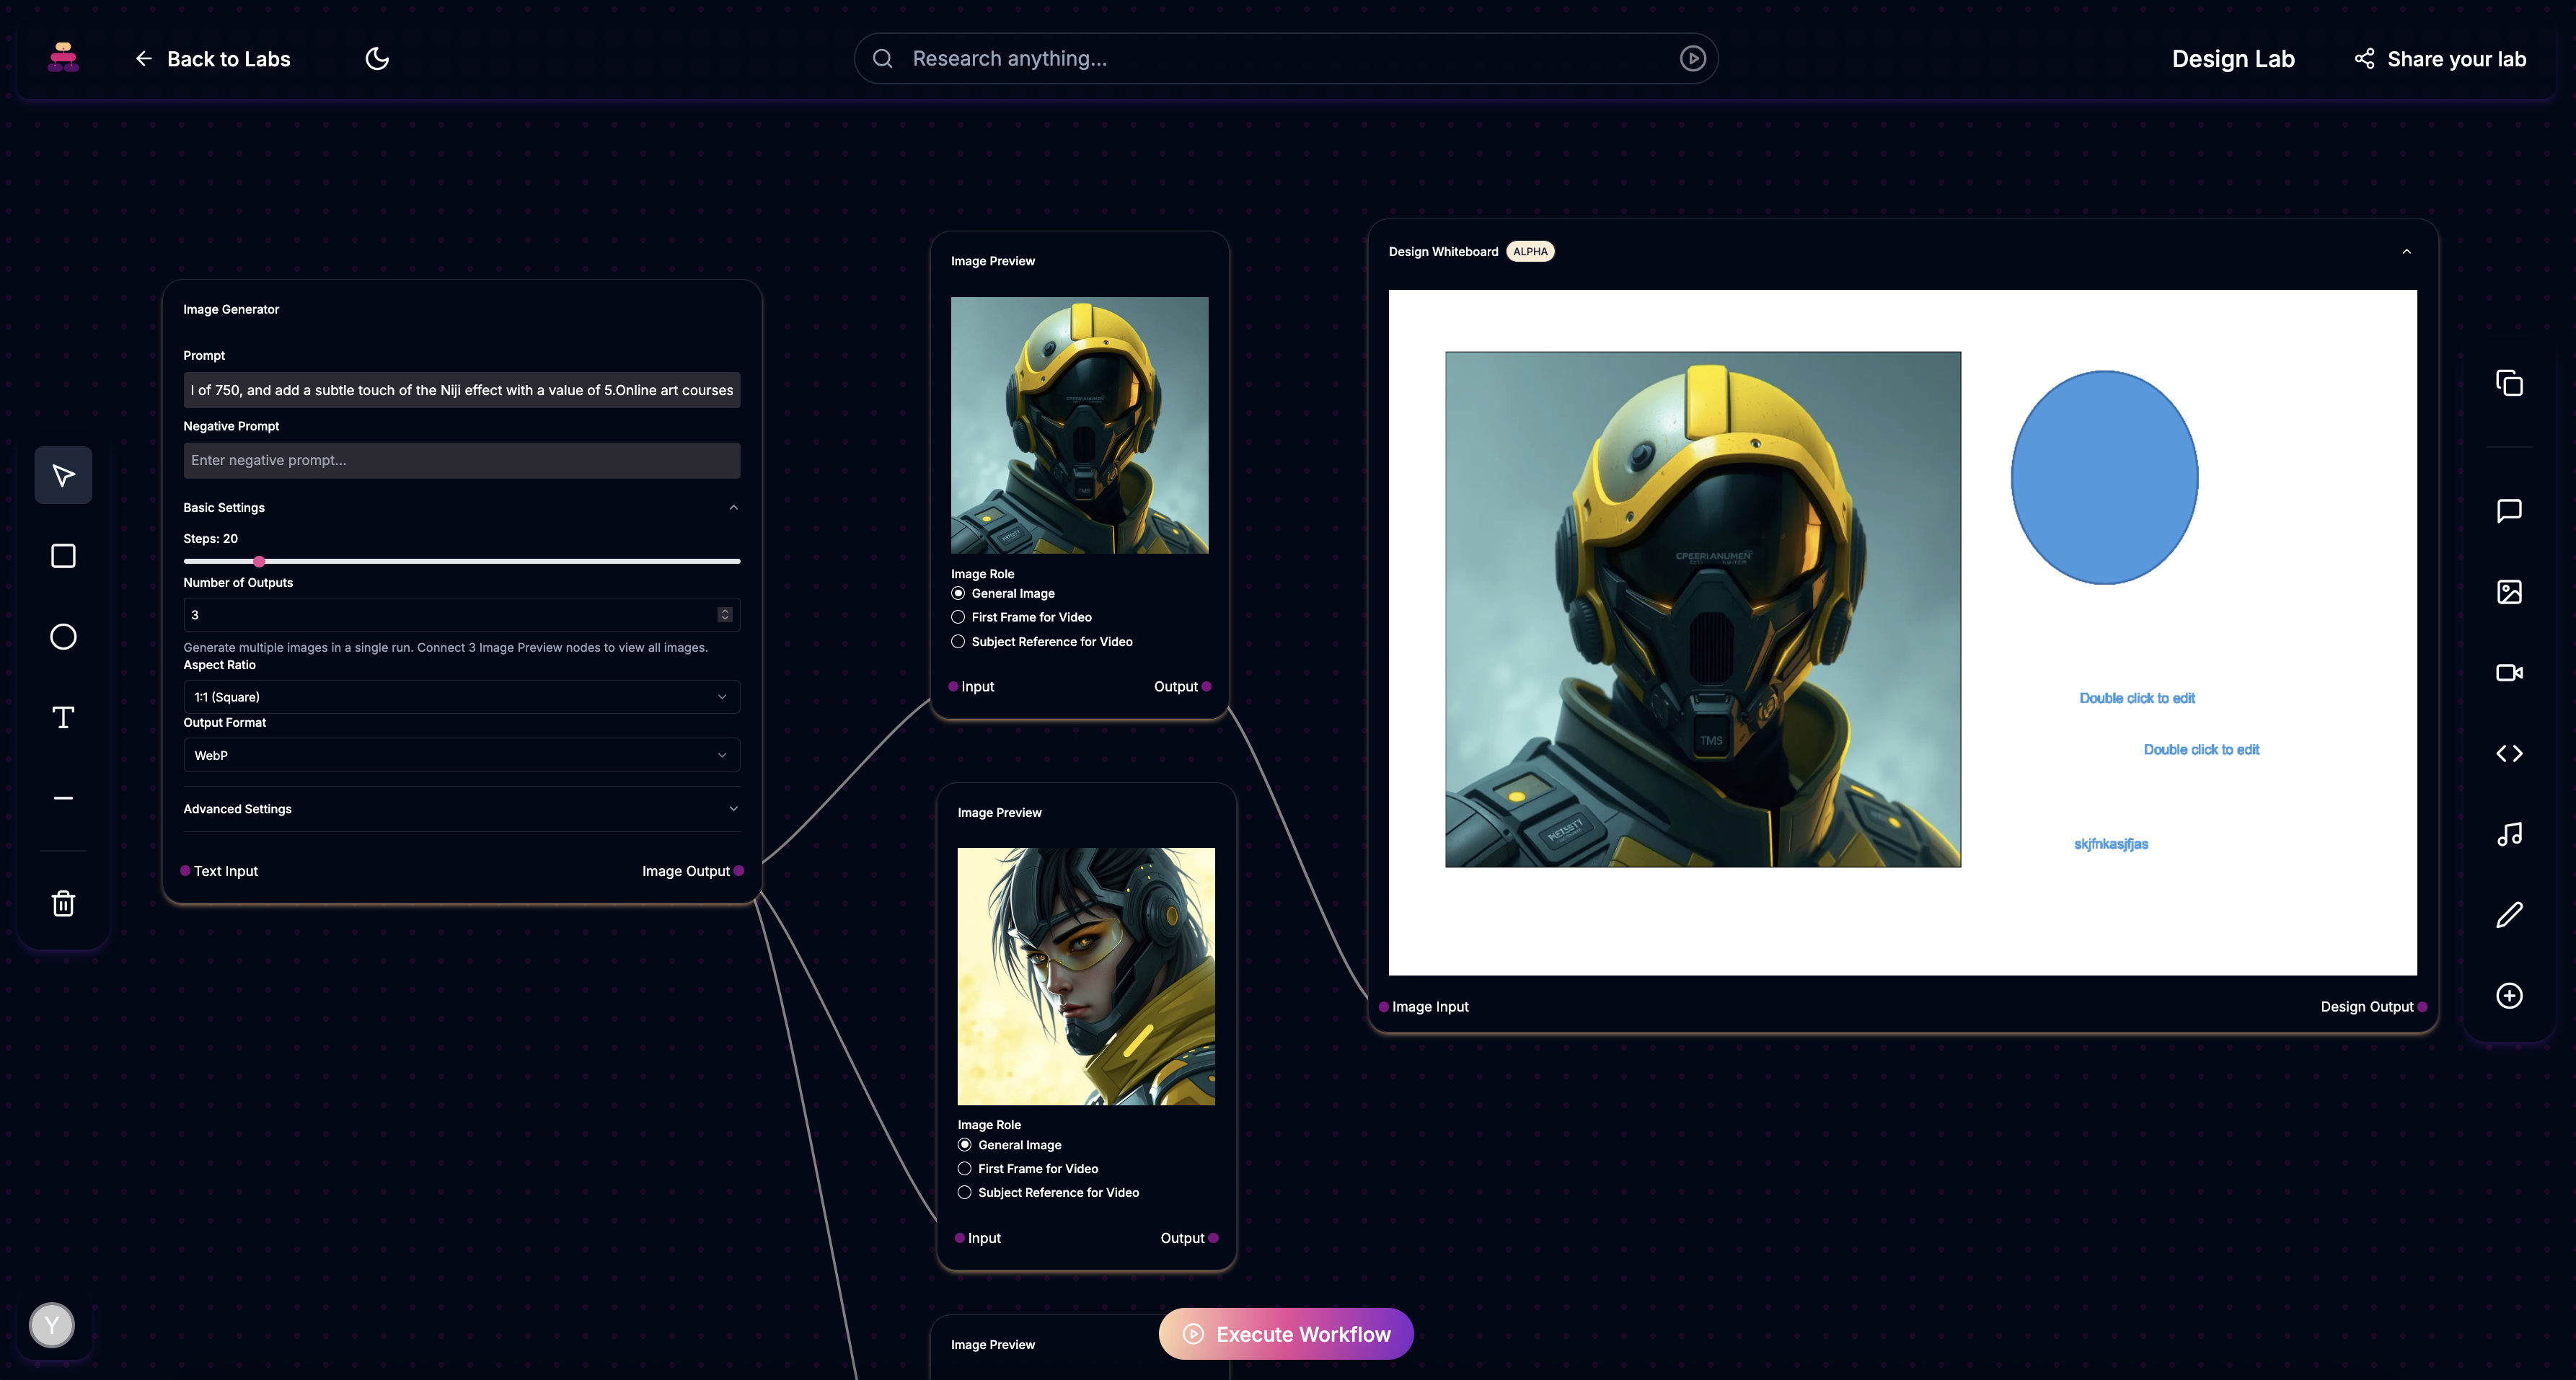 Back to Labs
Research anything...
Design Lab
Share your lab
Image Generator
Prompt
l of 750, and add a subtle touch of the Niji effect with a value of 5.Online art courses
Negative Prompt
Enter negative prompt...
Basic Settings
Steps: 20
Number of Outputs
3
Generate multiple images in a single run. Connect 3 Image Preview nodes to view all images.
Aspect Ratio
1:1 (Square)
Output Format
WebP
Advanced Settings
Text Input
Image Output
Image Preview
TMS
Image Role
General Image
First Frame for Video
Subject Reference for Video
Input
Output
Image Preview
Image Role
General Image
First Frame for Video
Subject Reference for Video
Input
Output
Image Preview
Execute Workflow
Design Whiteboard ALPHA
TMS
Double click to edit
Double click to edit
skjfnkasjfjas
Image Input
Design Output
Y